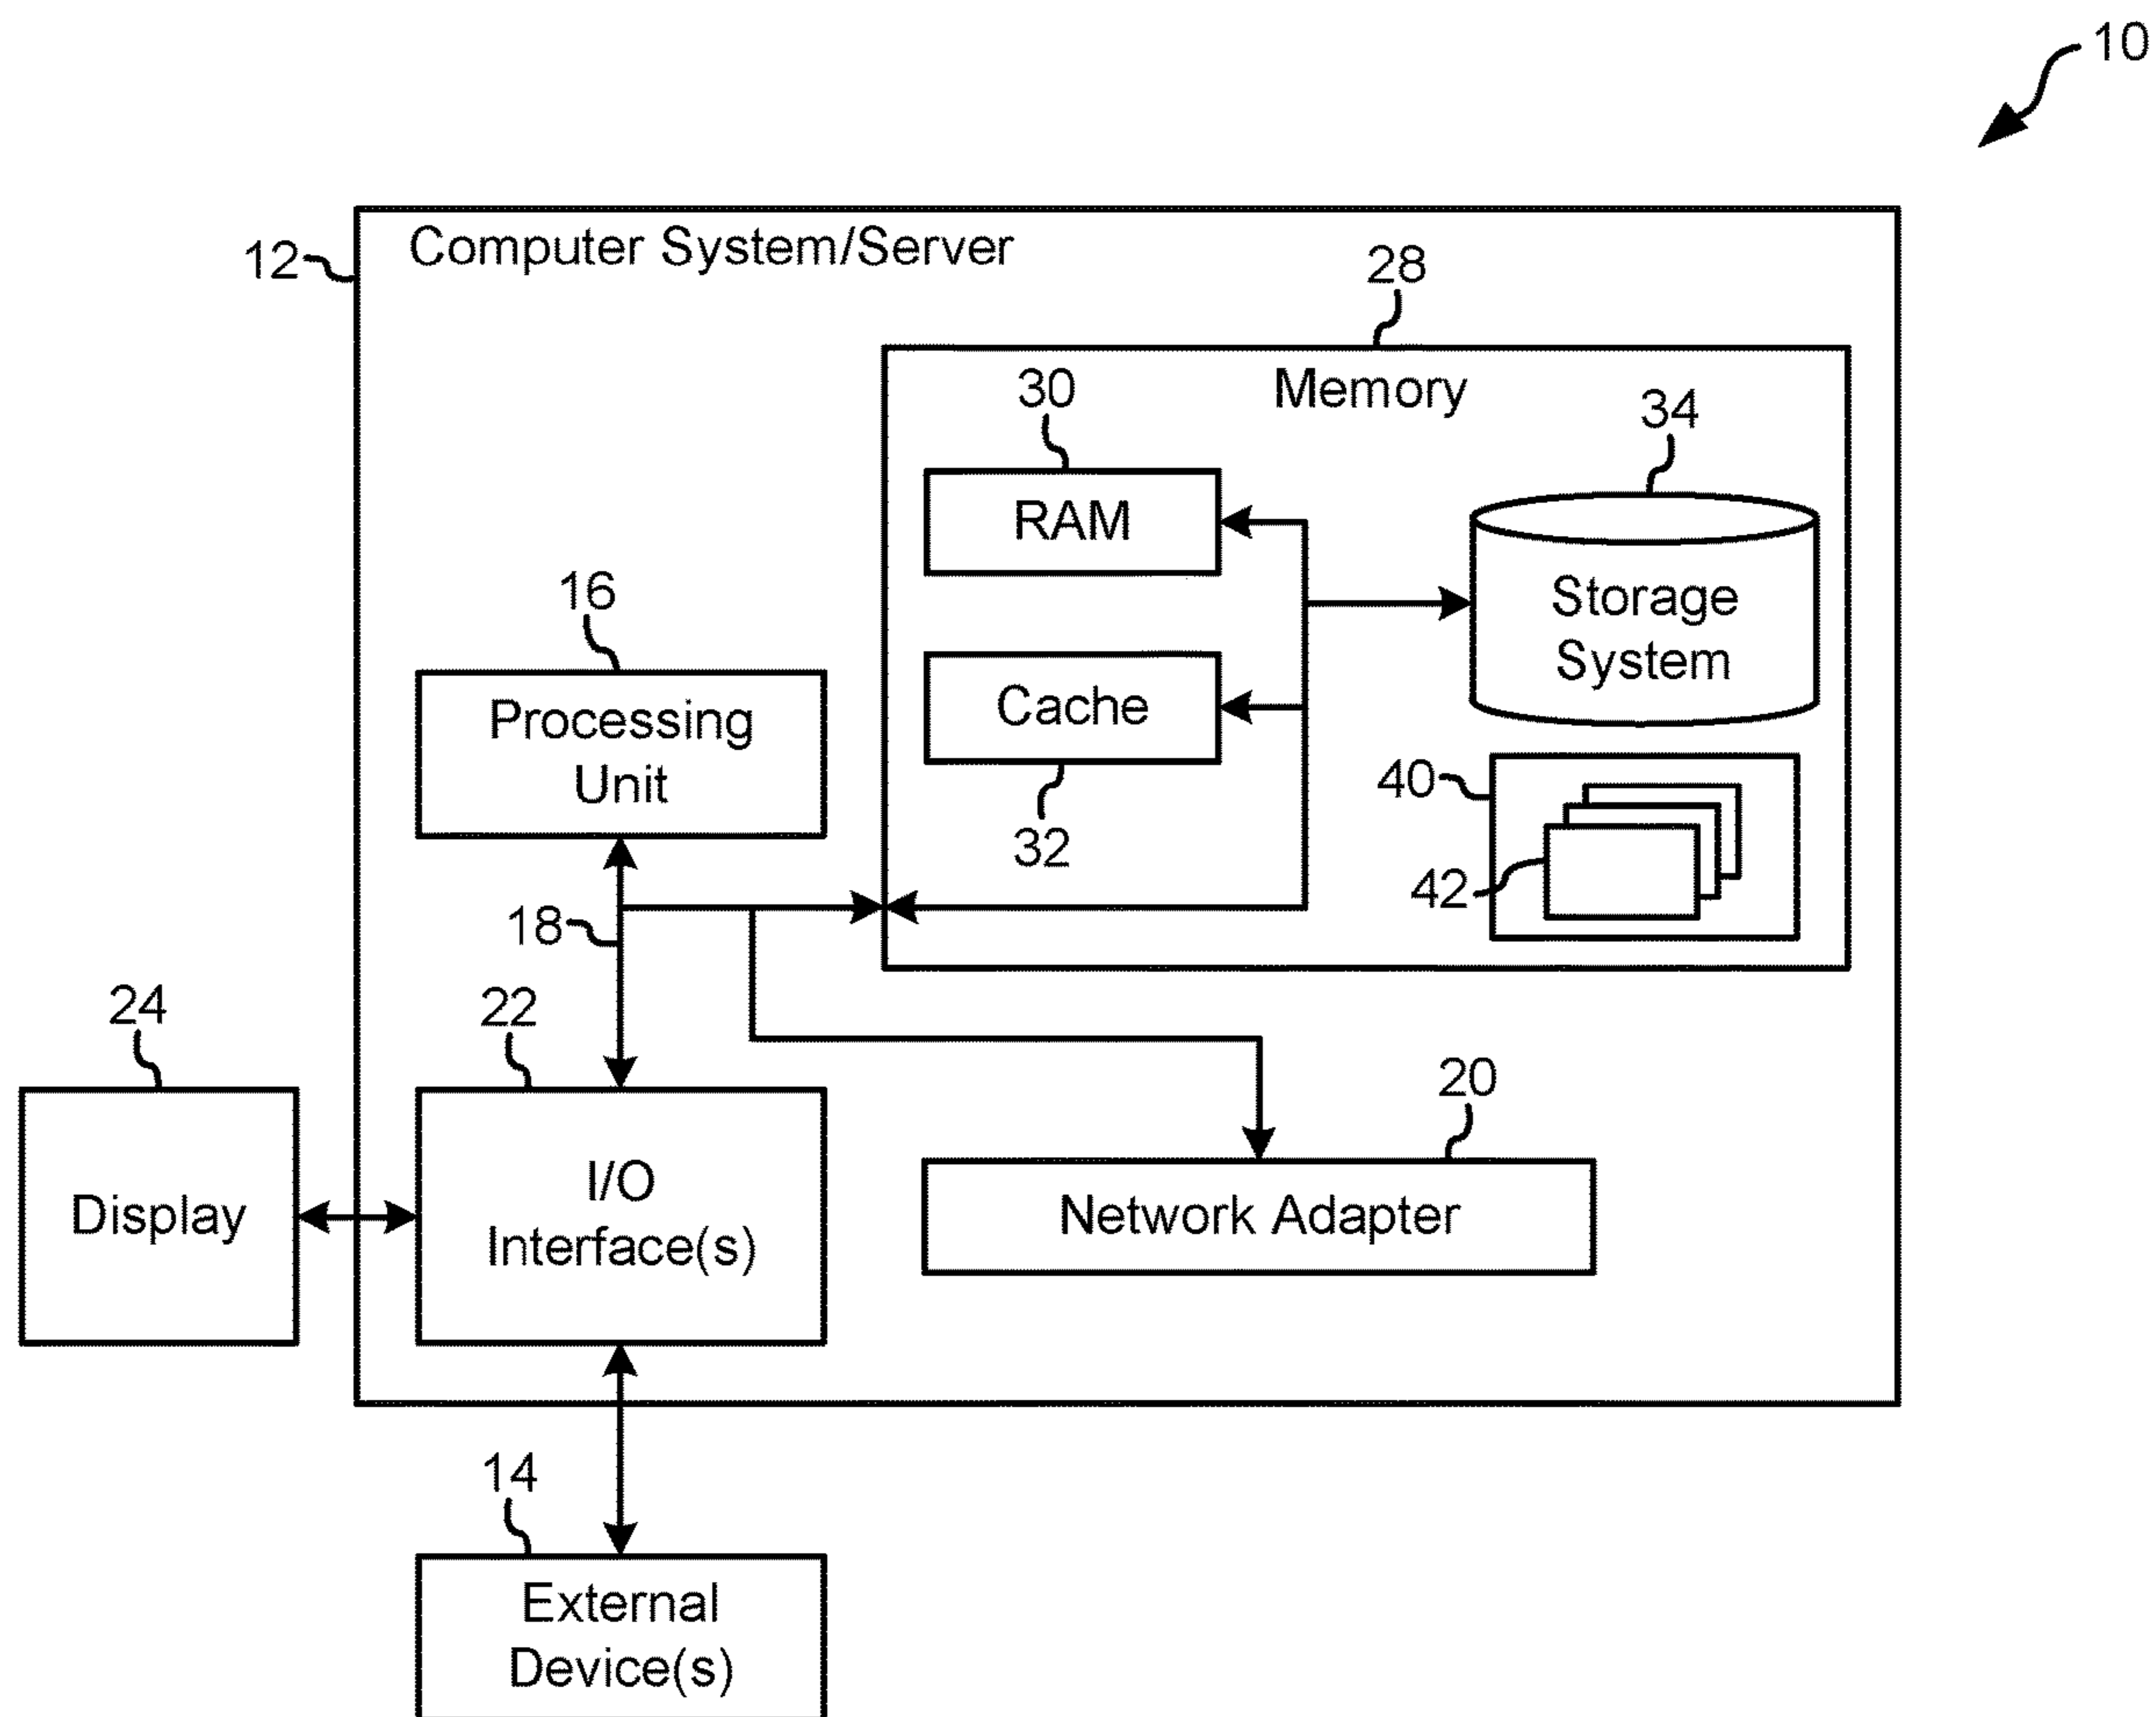 10
12
Computer System/Server
28
Memory
30
RAM
34
Storage
System
16
Processing
Unit
Cache
32
40
42
18
24
Display
22
I/O
Interface(s)
20
Network Adapter
14
External
Device(s)